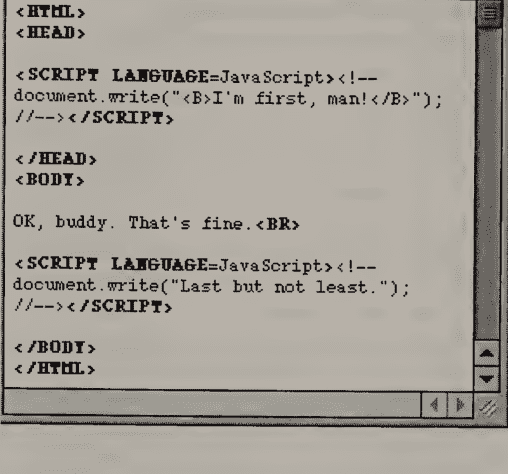 <HTML>
<HEAD>
<SCRIPT LANGUAGE=JavaScript><!--
document.write("<B>I'm first, man!</B>");
//--></SCRIPT>
</HEAD>
<BODY>
OK, buddy. That's fine.<BR>
<SCRIPT LANGUAGE=JavaScript><!--
document.write("Last but not least.");
//--></SCRIPT>
</BODY>
</HTML>